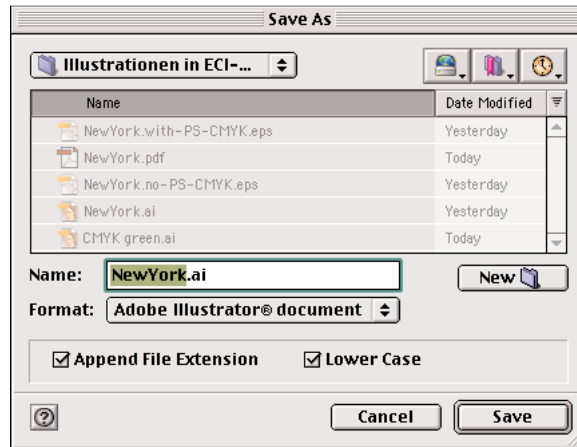 Save As
Illustrationen in ECI-...
Name Date Modified
NewYork.with-PS-CMYK.eps Yesterday
NewYork.pdf Today
NewYork.no-PS-CMYK.eps Yesterday
NewYork.ai Yesterday
CMYK green.ai Today
Name: NewYork.ai New
Format: Adobe Illustrator® document
Append File Extension Lower Case
? Cancel Save